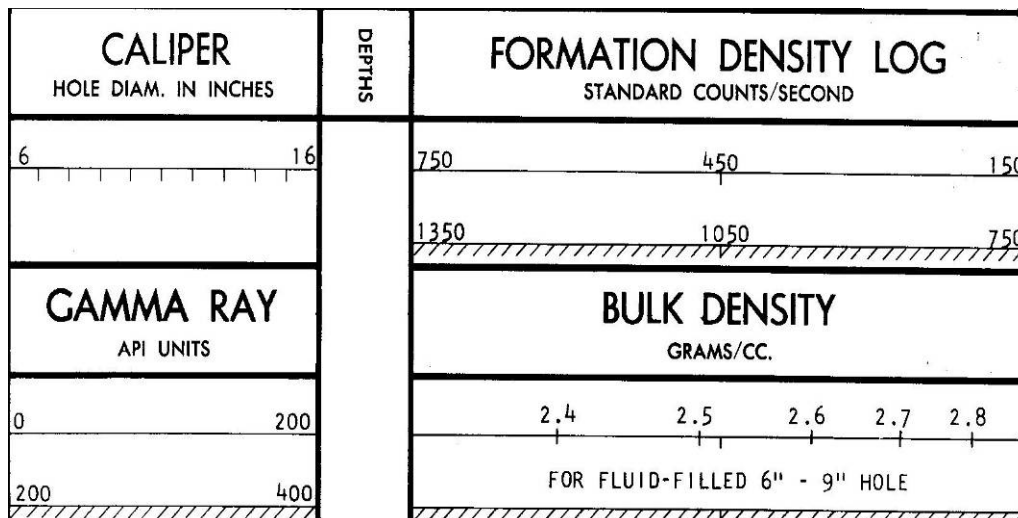 CALIPER
HOLE DIAM. IN INCHES
6 16
GAMMA RAY
API UNITS
0 200
200 400
DEPTHS
FORMATION DENSITY LOG
STANDARD COUNTS/SECOND
750 450 150
1350 1050 750
BULK DENSITY
GRAMS/CC.
2.4 2.5 2.6 2.7 2.8
FOR FLUID-FILLED 6" - 9" HOLE